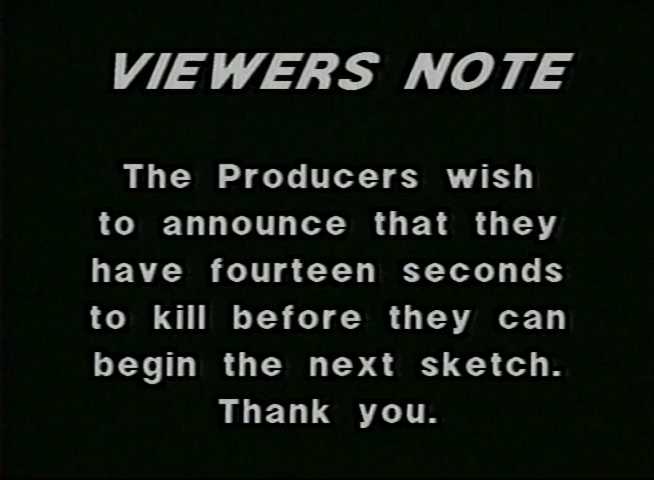 VIEWERS NOTE
The Producers wish
to announce that they
have fourteen seconds
to kill before they can
begin the next sketch.
Thank you.